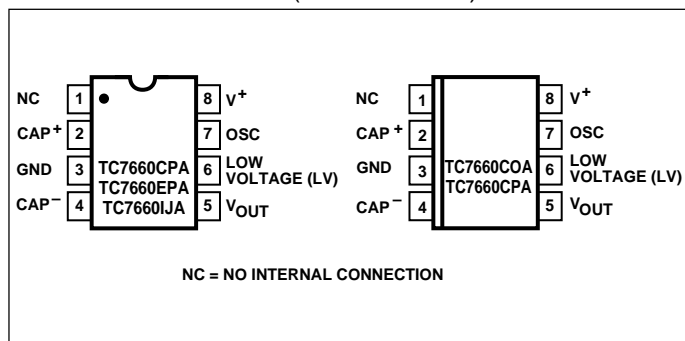 NC 1 8 V+
CAP+ 2 7 OSC
GND 3 6 LOW VOLTAGE (LV)
CAP− 4 5 VOUT
TC7660CPA
TC7660EPA
TC7660IJA
NC 1 8 V+
CAP+ 2 7 OSC
GND 3 6 LOW VOLTAGE (LV)
CAP− 4 5 VOUT
TC7660COA
TC7660CPA
NC = NO INTERNAL CONNECTION